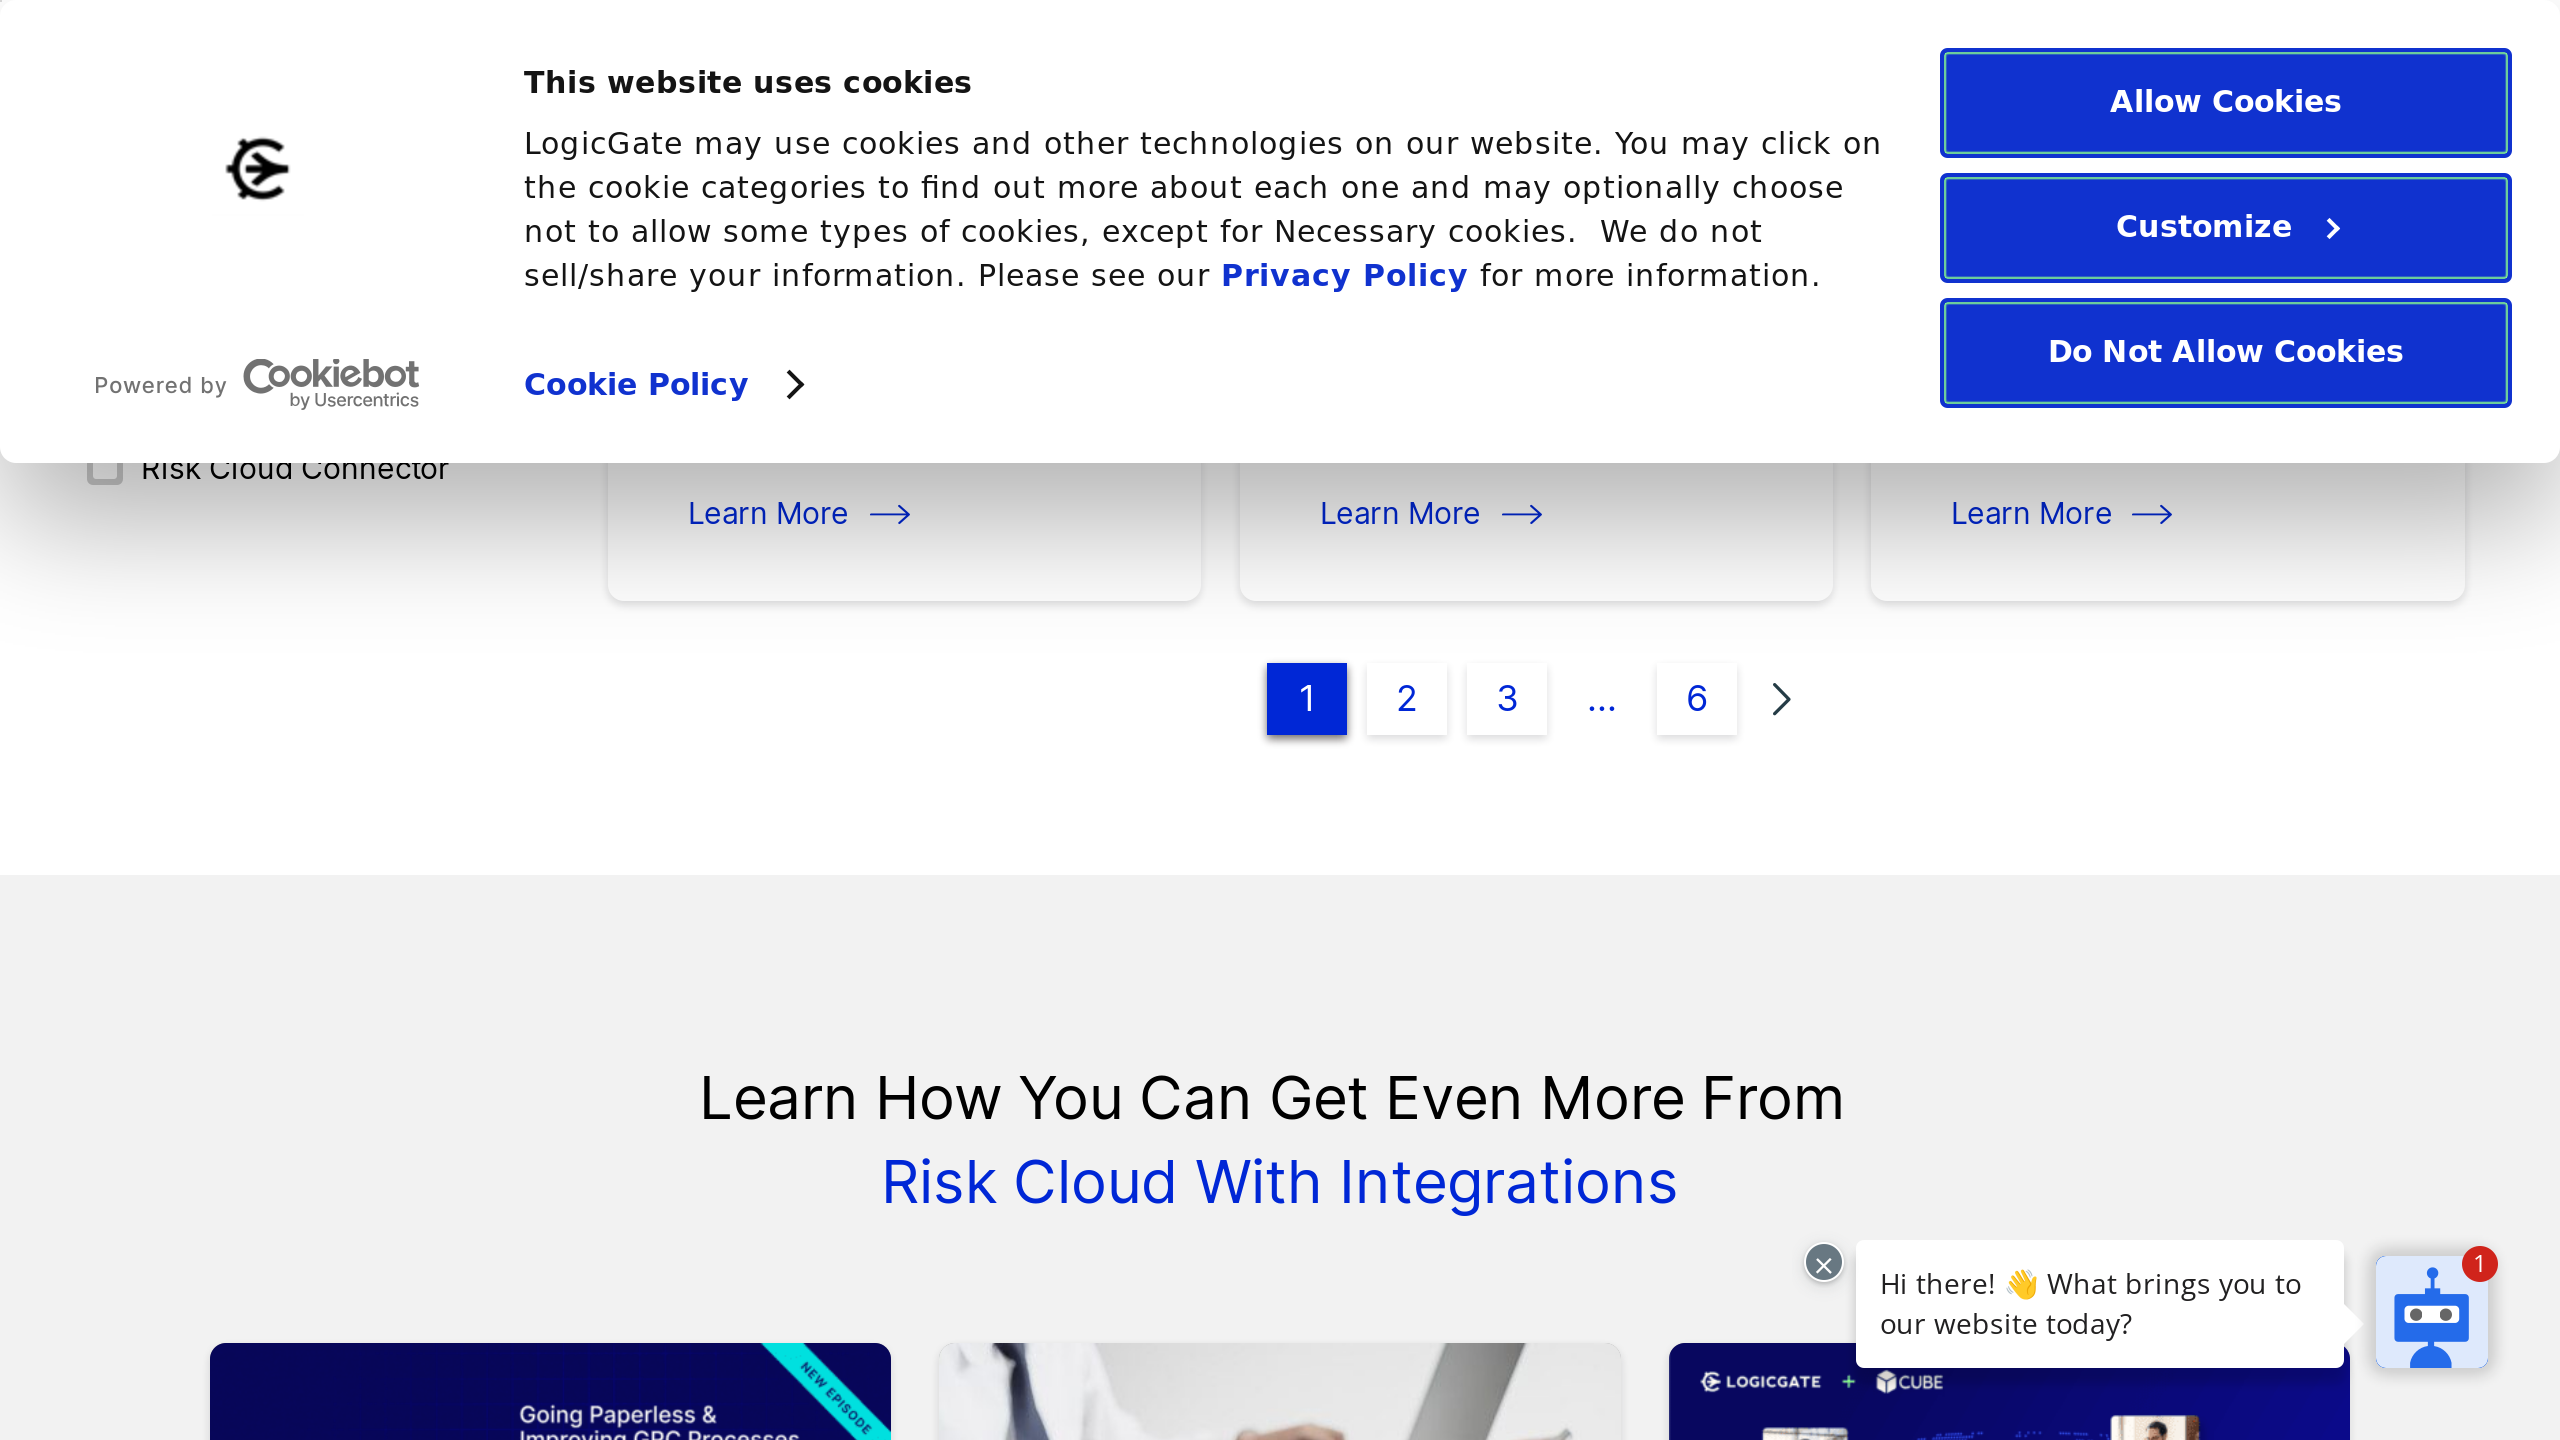 This website uses cookies
LogicGate may use cookies and other technologies on our website. You may click on
the cookie categories to find out more about each one and may optionally choose
not to allow some types of cookies, except for Necessary cookies.  We do not
sell/share your information. Please see our Privacy Policy for more information.
Powered by Cookiebot
by Usercentrics
Cookie Policy
Allow Cookies
Customize
Do Not Allow Cookies
Risk Cloud Connector
Learn More
Learn More
Learn More
1 2 3 ... 6
Learn How You Can Get Even More From
Risk Cloud With Integrations
Hi there! 👋 What brings you to
our website today?
1
NEW EPISODE
Going Paperless &
Improving GRC Processes
LOGICGATE + CUBE